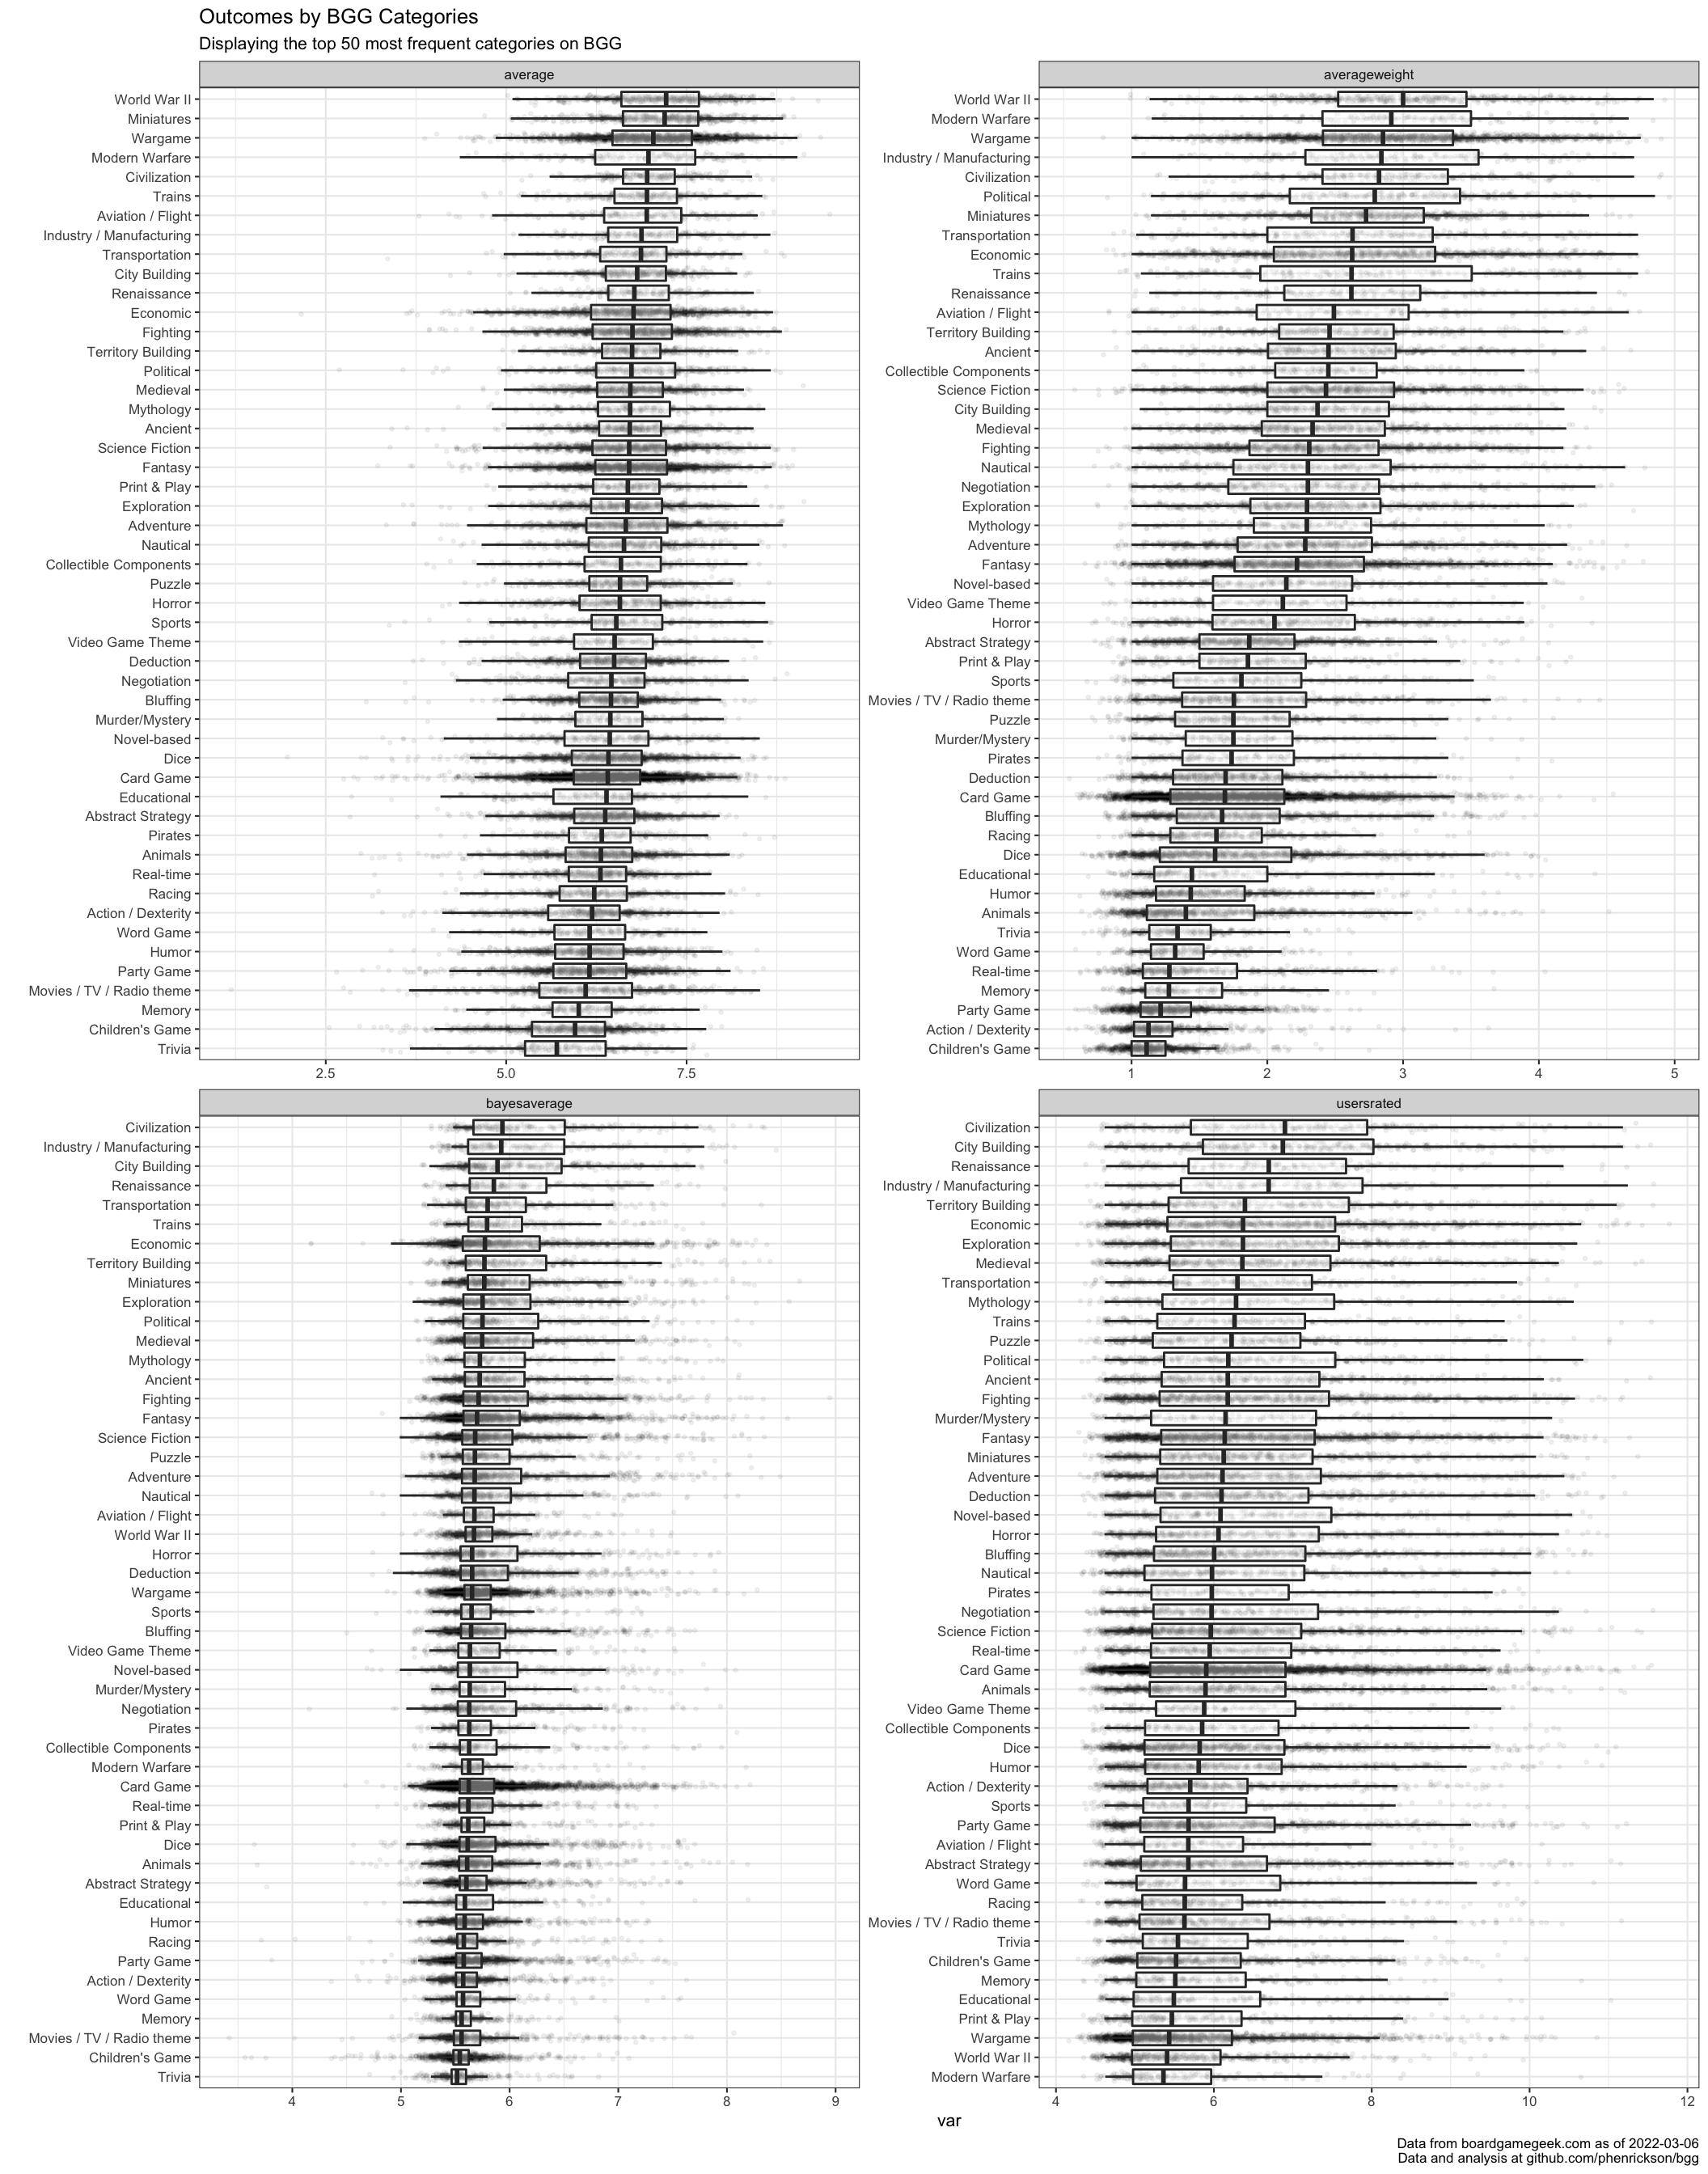 Outcomes by BGG Categories
Displaying the top 50 most frequent categories on BGG
average
World War II
Miniatures
Wargame
Modern Warfare
Civilization
Trains
Aviation / Flight
Industry / Manufacturing
Transportation
City Building
Renaissance
Economic
Fighting
Territory Building
Political
Medieval
Mythology
Ancient
Science Fiction
Fantasy
Print & Play
Exploration
Adventure
Nautical
Collectible Components
Puzzle
Horror
Sports
Video Game Theme
Deduction
Negotiation
Bluffing
Murder/Mystery
Novel-based
Dice
Card Game
Educational
Abstract Strategy
Pirates
Animals
Real-time
Racing
Action / Dexterity
Word Game
Humor
Party Game
Movies / TV / Radio theme
Memory
Children's Game
Trivia
2.5 5.0 7.5
averageweight
World War II
Modern Warfare
Wargame
Industry / Manufacturing
Civilization
Political
Miniatures
Transportation
Economic
Trains
Renaissance
Aviation / Flight
Territory Building
Ancient
Collectible Components
Science Fiction
City Building
Medieval
Fighting
Nautical
Negotiation
Exploration
Mythology
Adventure
Fantasy
Novel-based
Video Game Theme
Horror
Abstract Strategy
Print & Play
Sports
Movies / TV / Radio theme
Puzzle
Murder/Mystery
Pirates
Deduction
Card Game
Bluffing
Racing
Dice
Educational
Humor
Animals
Trivia
Word Game
Real-time
Memory
Party Game
Action / Dexterity
Children's Game
1 2 3 4 5
bayesaverage
Civilization
Industry / Manufacturing
City Building
Renaissance
Transportation
Trains
Economic
Territory Building
Miniatures
Exploration
Political
Medieval
Mythology
Ancient
Fighting
Fantasy
Science Fiction
Puzzle
Adventure
Nautical
Aviation / Flight
World War II
Horror
Deduction
Wargame
Sports
Bluffing
Video Game Theme
Novel-based
Murder/Mystery
Negotiation
Pirates
Collectible Components
Modern Warfare
Card Game
Real-time
Print & Play
Dice
Animals
Abstract Strategy
Educational
Humor
Racing
Party Game
Action / Dexterity
Word Game
Memory
Movies / TV / Radio theme
Children's Game
Trivia
4 5 6 7 8 9
usersrated
Civilization
City Building
Renaissance
Industry / Manufacturing
Territory Building
Economic
Exploration
Medieval
Transportation
Mythology
Trains
Puzzle
Political
Ancient
Fighting
Murder/Mystery
Fantasy
Miniatures
Adventure
Deduction
Novel-based
Horror
Bluffing
Nautical
Pirates
Negotiation
Science Fiction
Real-time
Card Game
Animals
Video Game Theme
Collectible Components
Dice
Humor
Action / Dexterity
Sports
Party Game
Aviation / Flight
Abstract Strategy
Word Game
Racing
Movies / TV / Radio theme
Trivia
Children's Game
Memory
Educational
Print & Play
Wargame
World War II
Modern Warfare
4 6 8 10 12
var
Data from boardgamegeek.com as of 2022-03-06
Data and analysis at github.com/phenrickson/bgg